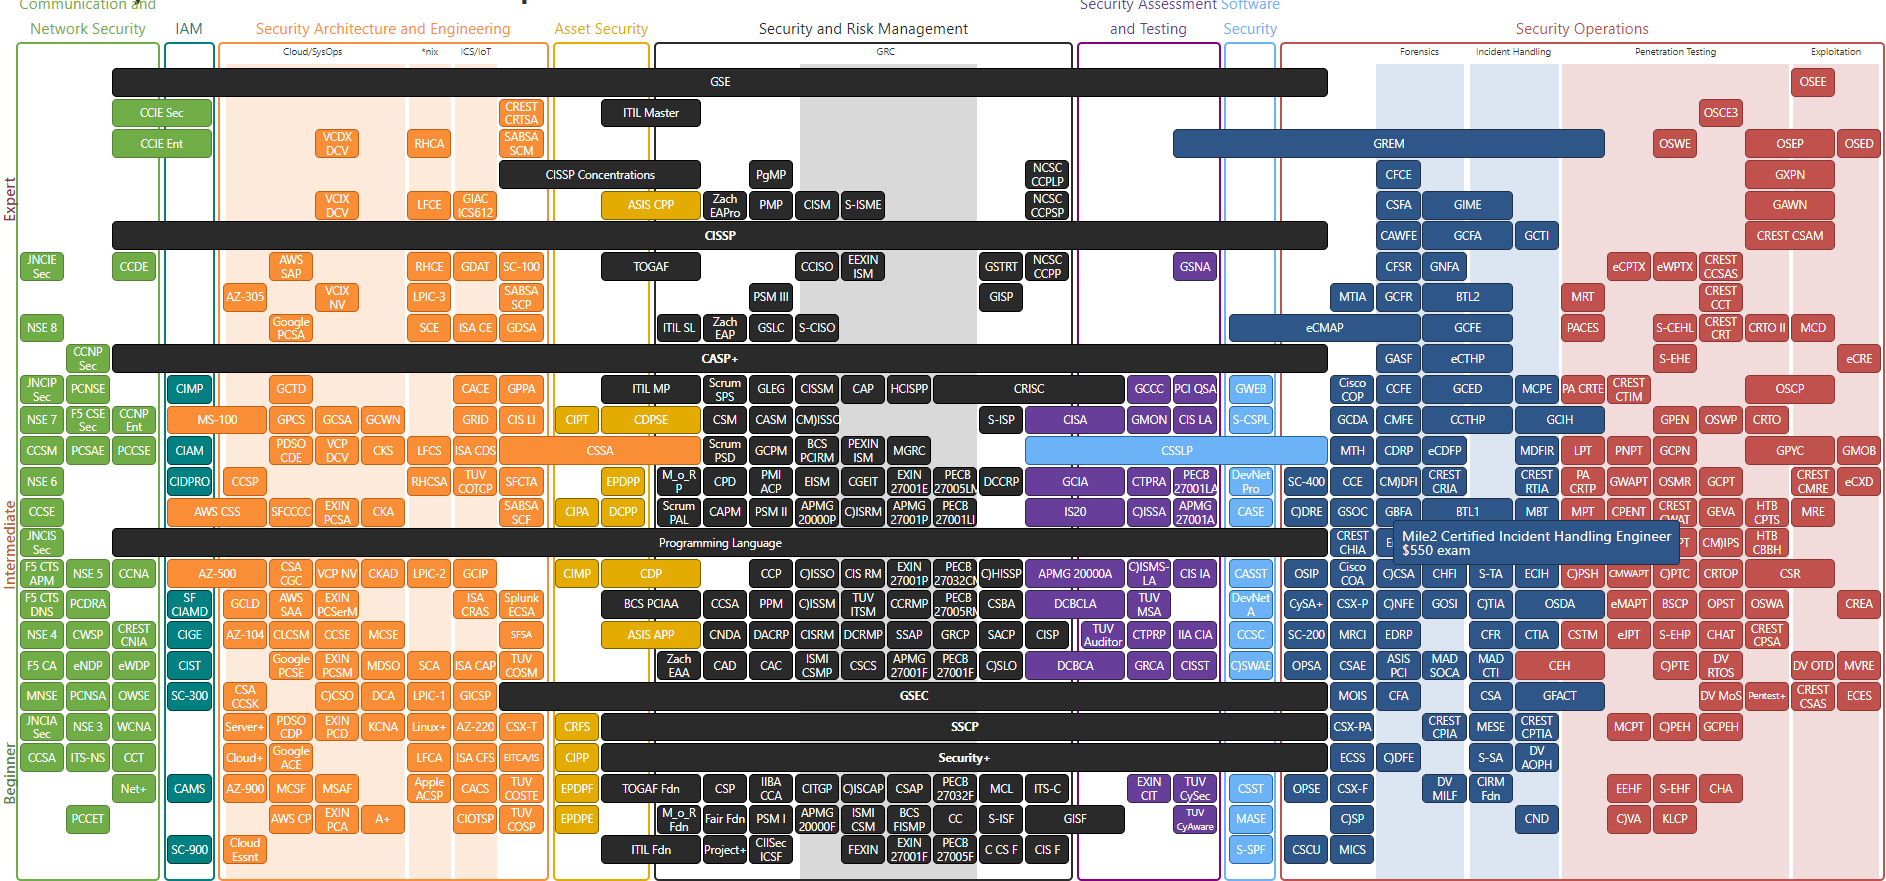 Communication and
Network Security
IAM
Security Architecture and Engineering
Asset Security
Security and Risk Management
Security Assessment
and Testing
Software
Security
Security Operations
Cloud/SysOps
*nix
ICS/IoT
GRC
Forensics
Incident Handling
Penetration Testing
Exploitation
Expert
Intermediate
Beginner
GSE
OSEE
CCIE Sec
CREST
CRTSA
ITIL Master
OSCE3
CCIE Ent
VCDX
DCV
RHCA
SABSA
SCM
GREM
OSWE
OSEP
OSED
CISSP Concentrations
PgMP
NCSC
CCPLP
CFCE
GXPN
VCIX
DCV
LFCE
GIAC
ICS612
ASIS CPP
Zach
EAPro
PMP
CISM
S-ISME
NCSC
CCPSP
CSFA
GIME
GAWN
CISSP
CAWFE
GCFA
GCTI
CREST CSAM
JNCIE
Sec
CCDE
AWS
SAP
RHCE
GDAT
SC-100
TOGAF
CCISO
EEXIN
ISM
GSTRT
NCSC
CCPP
GSNA
CFSR
GNFA
eCPTX
eWPTX
CREST
CCSAS
AZ-305
VCIX
NV
LPIC-3
SABSA
SCP
PSM III
GISP
MTIA
GCFR
BTL2
MRT
CREST
CCT
NSE 8
Google
PCSA
SCE
ISA CE
GDSA
ITIL SL
Zach
EAP
GSLC
S-CISO
eCMAP
GCFE
PACES
S-CEHL
CREST
CRT
CRTO II
MCD
CCNP
Sec
CASP+
GASF
eCTHP
S-EHE
eCRE
JNCIP
Sec
PCNSE
CIMP
GCTD
CACE
GPPA
ITIL MP
Scrum
SPS
GLEG
CISSM
CAP
HCISPP
CRISC
GCCC
PCI QSA
GWEB
Cisco
COP
CCFE
GCED
MCPE
PA CRTE
CREST
CTIM
OSCP
NSE 7
F5 CSE
Sec
CCNP
Ent
MS-100
GPCS
GCSA
GCWN
GRID
CIS LI
CIPT
CDPSE
CSM
CASM
CM)ISSO
S-ISP
CISA
GMON
CIS LA
S-CSPL
GCDA
CMFE
CCTHP
GCIH
GPEN
OSWP
CRTO
CCSM
PCSAE
PCCSE
CIAM
PDSO
CDE
VCP
DCV
CKS
LFCS
ISA CDS
CSSA
Scrum
PSD
GCPM
BCS
PCIRM
PEXIN
ISM
MGRC
CSSLP
MTH
CDRP
eCDFP
MDFIR
LPT
PNPT
GCPN
GPYC
GMOB
NSE 6
CIDPRO
CCSP
RHCSA
TUV
COTCP
SFCTA
EPDPP
M_o_R
P
CPD
PMI
ACP
EISM
CGEIT
EXIN
27001E
PECB
27005LM
DCCRP
GCIA
CTPRA
PECB
27001LA
DevNet
Pro
SC-400
CCE
CM)DFI
CREST
CRIA
CREST
RTIA
PA
CRTP
GWAPT
OSMR
GCPT
CREST
CMRE
eCXD
CCSE
AWS CSS
SFCCCC
EXIN
PCSA
CKA
SABSA
SCF
CIPA
DCPP
Scrum
PAL
CAPM
PSM II
APMG
20000P
C)ISRM
APMG
27001P
PECB
27001LI
IS20
C)ISSA
APMG
27001A
CASE
C)DRE
GSOC
GBFA
BTL1
MBT
MPT
CPENT
CREST
CWAT
GEVA
HTB
CPTS
MRE
JNCIS
Sec
Programming Language
CREST
CHIA
Mile2 Certified Incident Handling Engineer
$550 exam
CM)IPS
HTB
CBBH
F5 CTS
APM
NSE 5
CCNA
AZ-500
CSA
CGC
VCP NV
CKAD
LPIC-2
GCIP
CIMP
CDP
CCP
C)ISSO
CIS RM
EXIN
27001P
PECB
27032CM
C)HISSP
APMG 20000A
C)ISMS-
LA
CIS IA
CASST
OSIP
Cisco
COA
C)CSA
CHFI
S-TA
ECIH
C)PSH
CMWAPT
C)PTC
CRTOP
CSR
F5 CTS
DNS
PCDRA
SF
CIAMD
GCLD
AWS
SAA
EXIN
PCSerM
ISA
CRAS
Splunk
ECSA
BCS PCIAA
CCSA
PPM
C)ISSM
TUV
ITSM
CCRMP
PECB
27005RM
CSBA
DCBCLA
TUV
MSA
DevNet
A
CySA+
CSX-P
C)NFE
GOSI
C)TIA
OSDA
eMAPT
BSCP
OPST
OSWA
CREA
NSE 4
CWSP
CREST
CNIA
CIGE
AZ-104
CLCSM
CCSE
MCSE
SFSA
ASIS APP
CNDA
DACRP
CISRM
DCRMP
SSAP
GRCP
SACP
CISP
TUV
Auditor
CTPRP
IIA CIA
CCSC
SC-200
MRCI
EDRP
CFR
CTIA
CSTM
eJPT
S-EHP
CHAT
CREST
CPSA
F5 CA
eNDP
eWDP
CIST
Google
PCSE
EXIN
PCSM
MDSO
SCA
ISA CAP
TUV
COSM
Zach
EAA
CAD
CAC
ISMI
CSMP
CSCS
APMG
27001F
PECB
27001F
C)SLO
DCBCA
GRCA
CISST
C)SWAE
OPSA
CSAE
ASIS
PCI
MAD
SOCA
MAD
CTI
CEH
C)PTE
DV
RTOS
DV OTD
MVRE
MNSE
PCNSA
OWSE
SC-300
CSA
CCSK
C)CSO
DCA
LPIC-1
GICSP
GSEC
MOIS
CFA
CSA
GFACT
DV MoS
Pentest+
CREST
CSAS
ECES
JNCIA
Sec
NSE 3
WCNA
Server+
PDSO
CDP
EXIN
PCD
KCNA
Linux+
AZ-220
CSX-T
CRFS
SSCP
CSX-PA
CREST
CPIA
MESE
CREST
CPTIA
MCPT
C)PEH
GCPEH
CCSA
ITS-NS
CCT
Cloud+
Google
ACE
LFCA
ISA CFS
EITCA/IS
CIPP
Security+
ECSS
C)DFE
S-SA
DV
AOPH
Net+
CAMS
AZ-900
MCSF
MSAF
Apple
ACSP
CACS
TUV
COSTE
EPDPF
TOGAF Fdn
CSP
IIBA
CCA
CITGP
C)ISCAP
CSAP
PECB
27032F
MCL
ITS-C
EXIN
CIT
TUV
CySec
CSST
OPSE
CSX-F
DV
MILF
CIRM
Fdn
EEHF
S-EHF
CHA
PCCET
AWS CP
EXIN
PCA
A+
CIOTSP
TUV
COSP
EPDPE
M_o_R
Fdn
Fair Fdn
PSM I
APMG
20000F
ISMI
CSM
BCS
FISMP
CC
S-ISF
GISF
TUV
CyAware
MASE
C)SP
CND
C)VA
KLCP
SC-900
Cloud
Essnt
ITIL Fdn
Project+
CIISec
ICSF
FEXIN
EXIN
27001F
PECB
27005F
C CS F
CIS F
S-SPF
CSCU
MICS